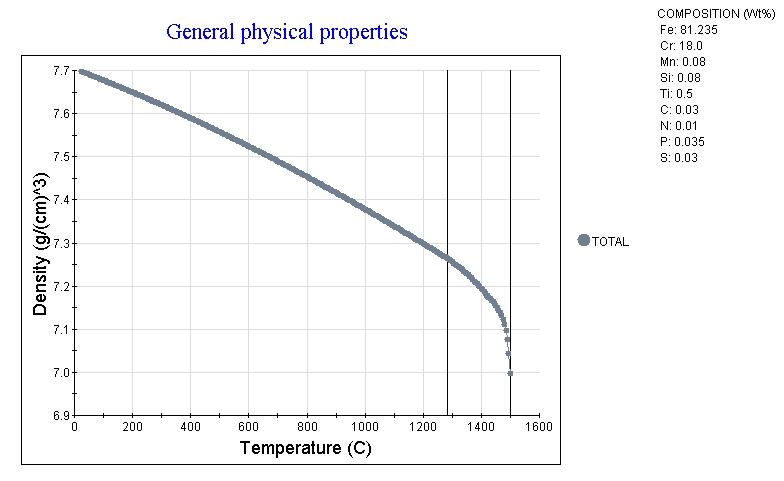 General physical properties
COMPOSITION (Wt%)
Fe: 81.235
Cr: 18.0
Mn: 0.08
Si: 0.08
Ti: 0.5
C: 0.03
N: 0.01
P: 0.035
S: 0.03
7.7
7.6
7.5
7.4
7.3
7.2
7.1
7.0
6.9
Density (g/(cm)^3)
0
200
400
600
800
1000
1200
1400
1600
Temperature (C)
TOTAL